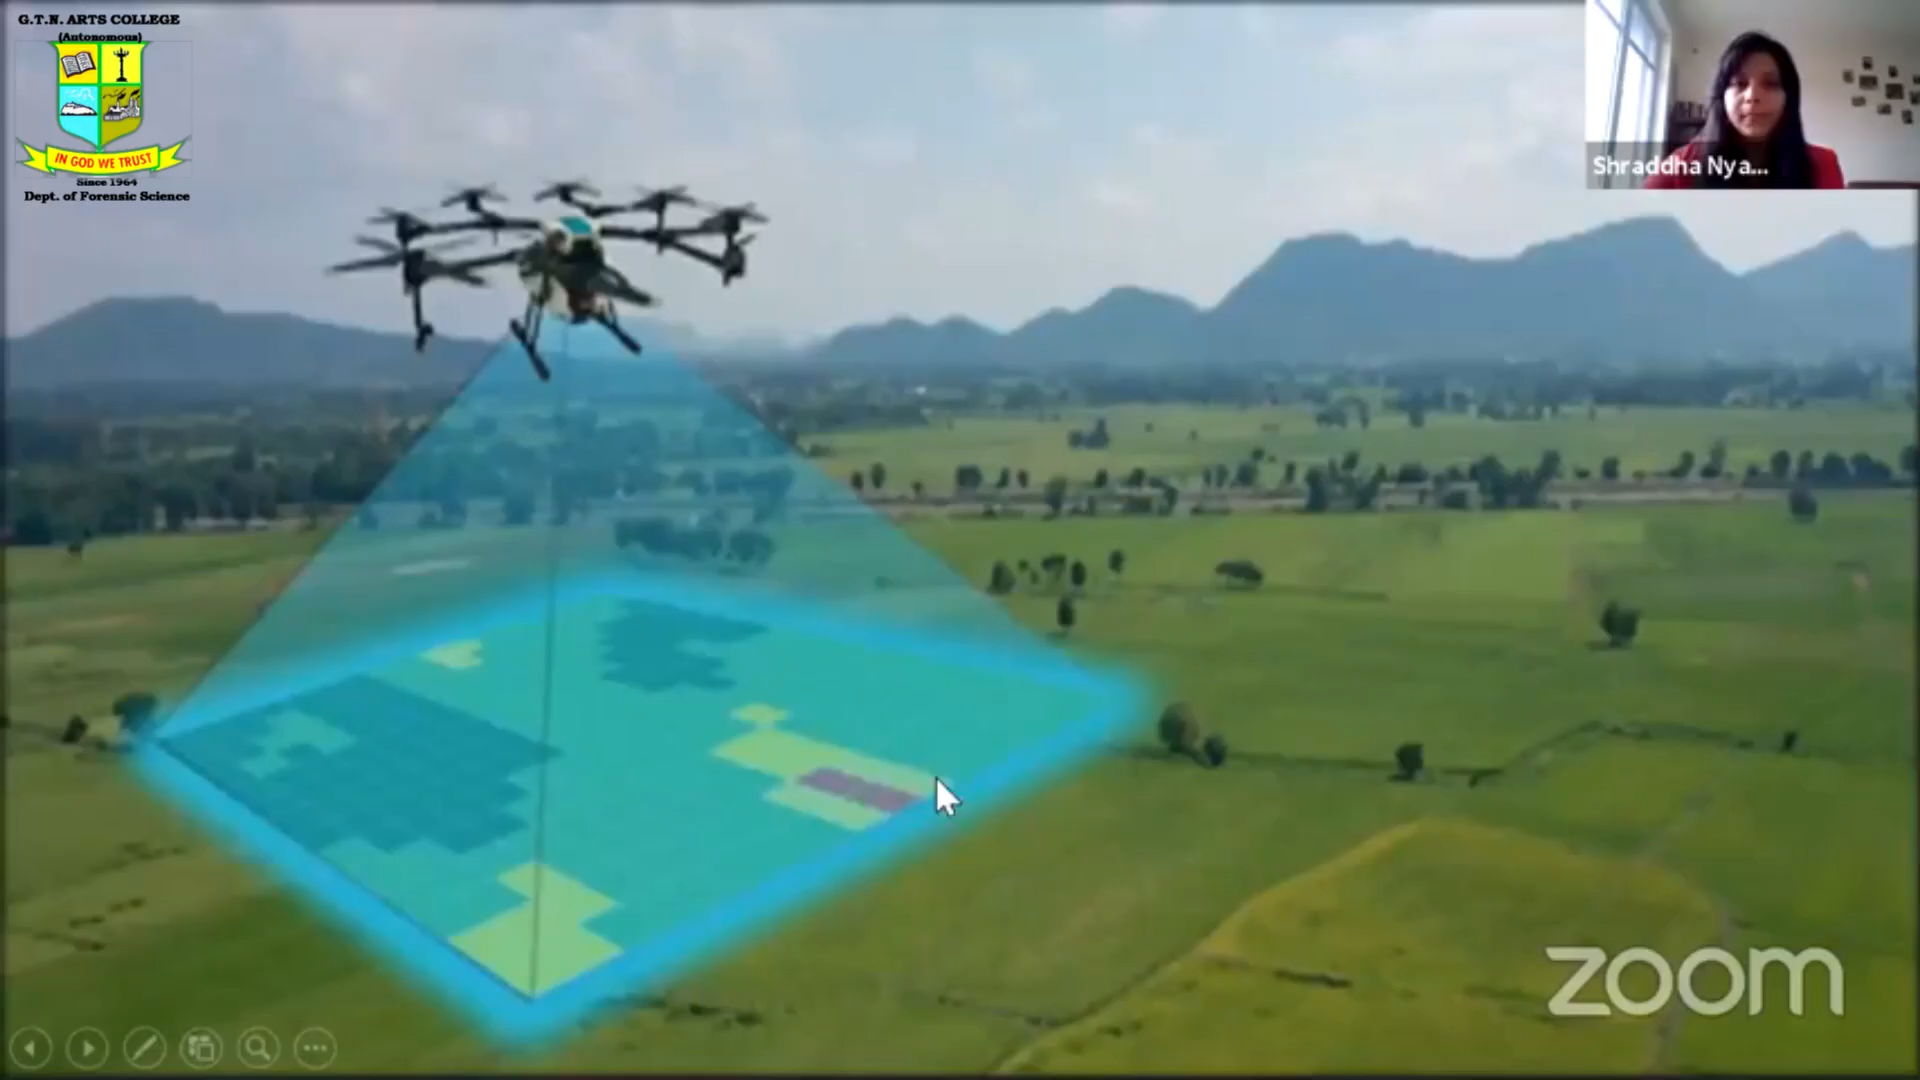 G.T.N. ARTS COLLEGE
(Autonomous)
IN GOD WE TRUST
Since 1964
Dept. of Forensic Science
Shraddha Nya...
zoom